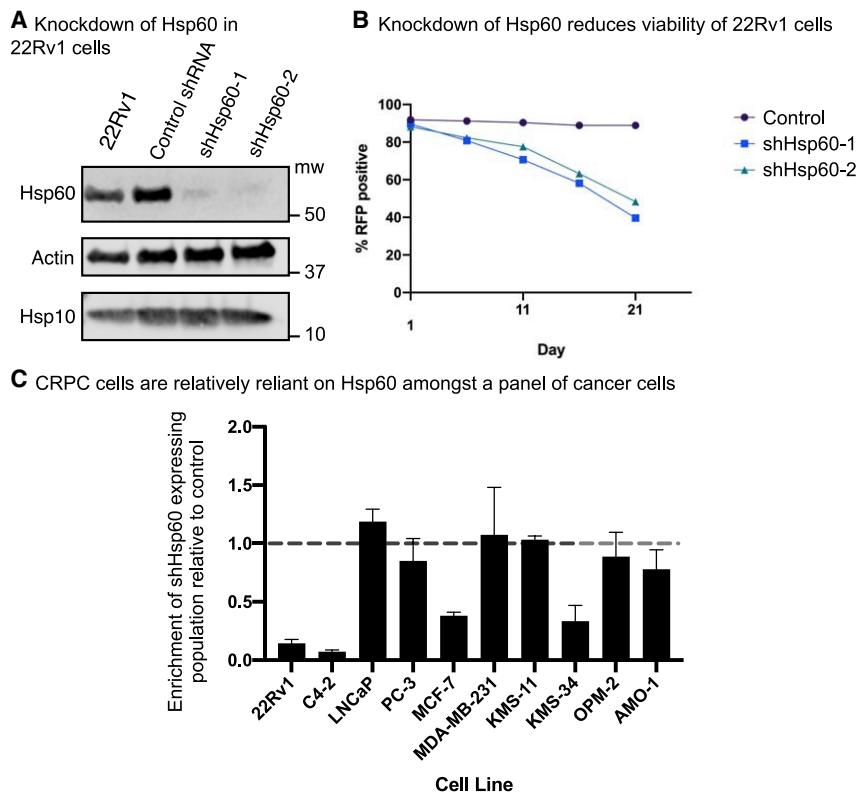 A Knockdown of Hsp60 in
22Rv1 cells
22Rv1
Control shRNA
shHsp60-1
shHsp60-2
mw
Hsp60
50
Actin
37
Hsp10
10
B Knockdown of Hsp60 reduces viability of 22Rv1 cells
% RFP positive
100
80
60
40
20
0
1
11
21
Day
Control
shHsp60-1
shHsp60-2
C CRPC cells are relatively reliant on Hsp60 amongst a panel of cancer cells
Enrichment of shHsp60 expressing
population relative to control
2.0
1.5
1.0
0.5
0.0
22Rv1
C4-2
LNCaP
PC-3
MCF-7
MDA-MB-231
KMS-11
KMS-34
OPM-2
AMO-1
Cell Line